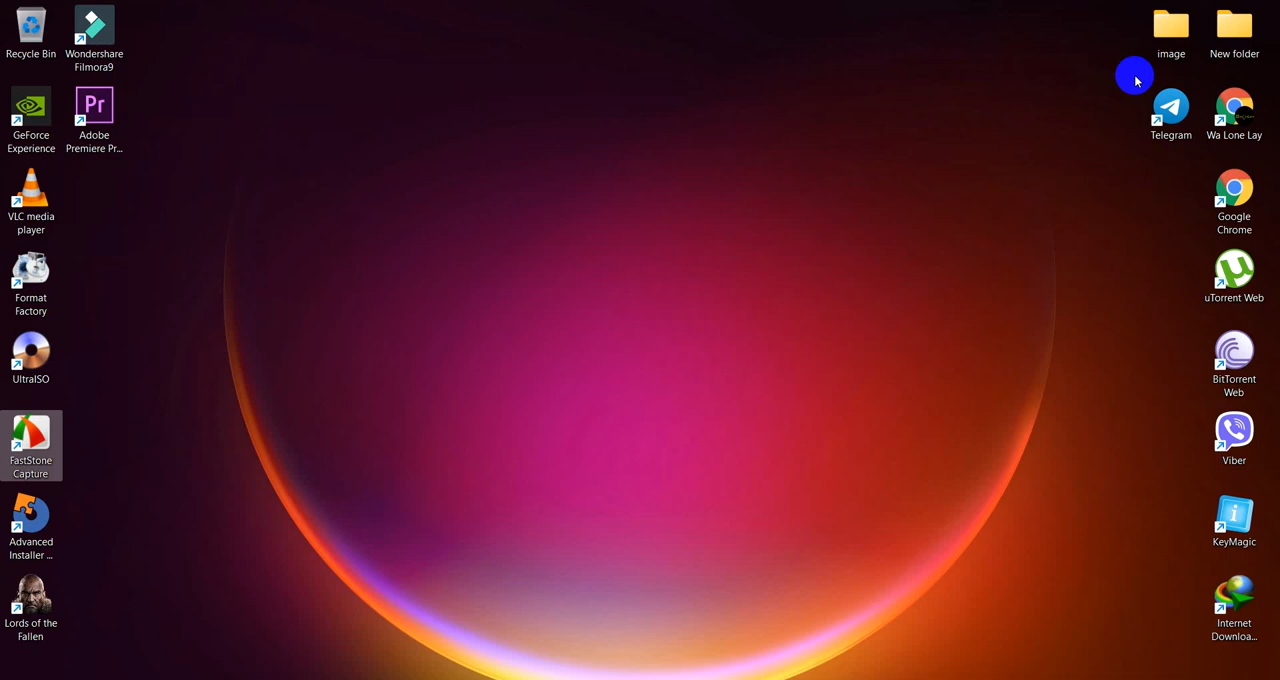 Recycle Bin
Wondershare
Filmora9
GeForce
Experience
Pr
Adobe
Premiere Pr...
VLC media
player
Format
Factory
UltraISO
FastStone
Capture
Advanced
Installer ...
Lords of the
Fallen
image
New folder
Telegram
Wa Lone Lay
Google
Chrome
µ
uTorrent Web
BitTorrent
Web
Viber
i
KeyMagic
Internet
Downloa...